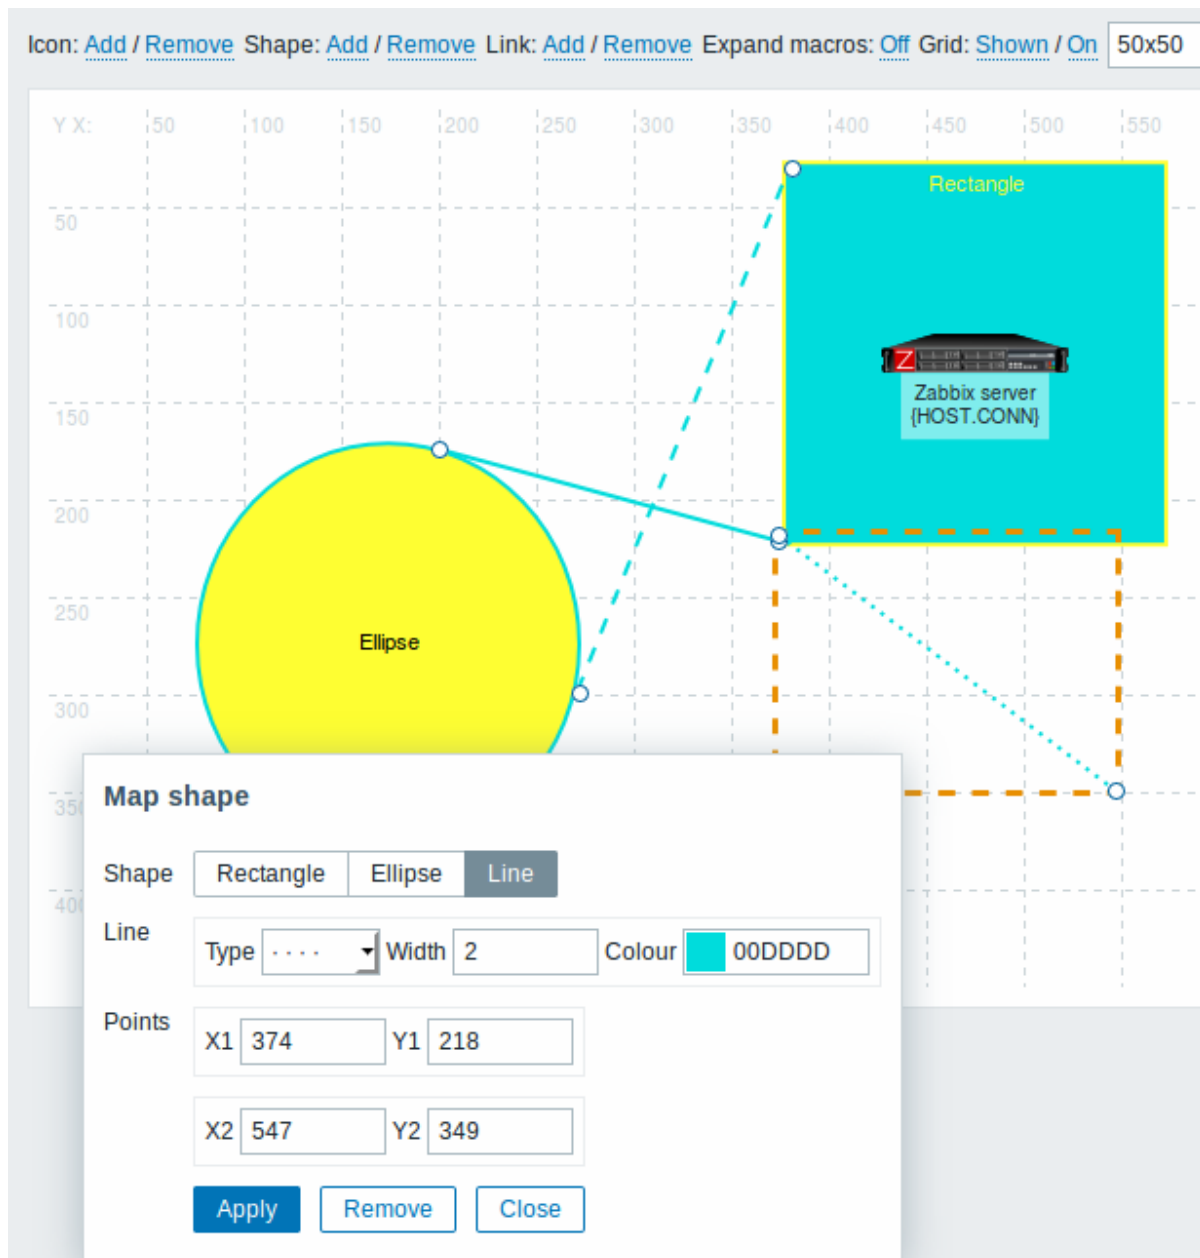 Icon: Add / Remove Shape: Add / Remove Link: Add / Remove Expand macros: Off Grid: Shown / On 50x50
Y X: 50 100 150 200 250 300 350 400 450 500 550
Rectangle
50
100
Z
Zabbix server
{HOST.CONN}
150
200
250
Ellipse
300
350
400
Map shape
Shape Rectangle Ellipse Line
Line Type Width 2 Colour 00DDDD
Points X1 374 Y1 218
X2 547 Y2 349
Apply Remove Close